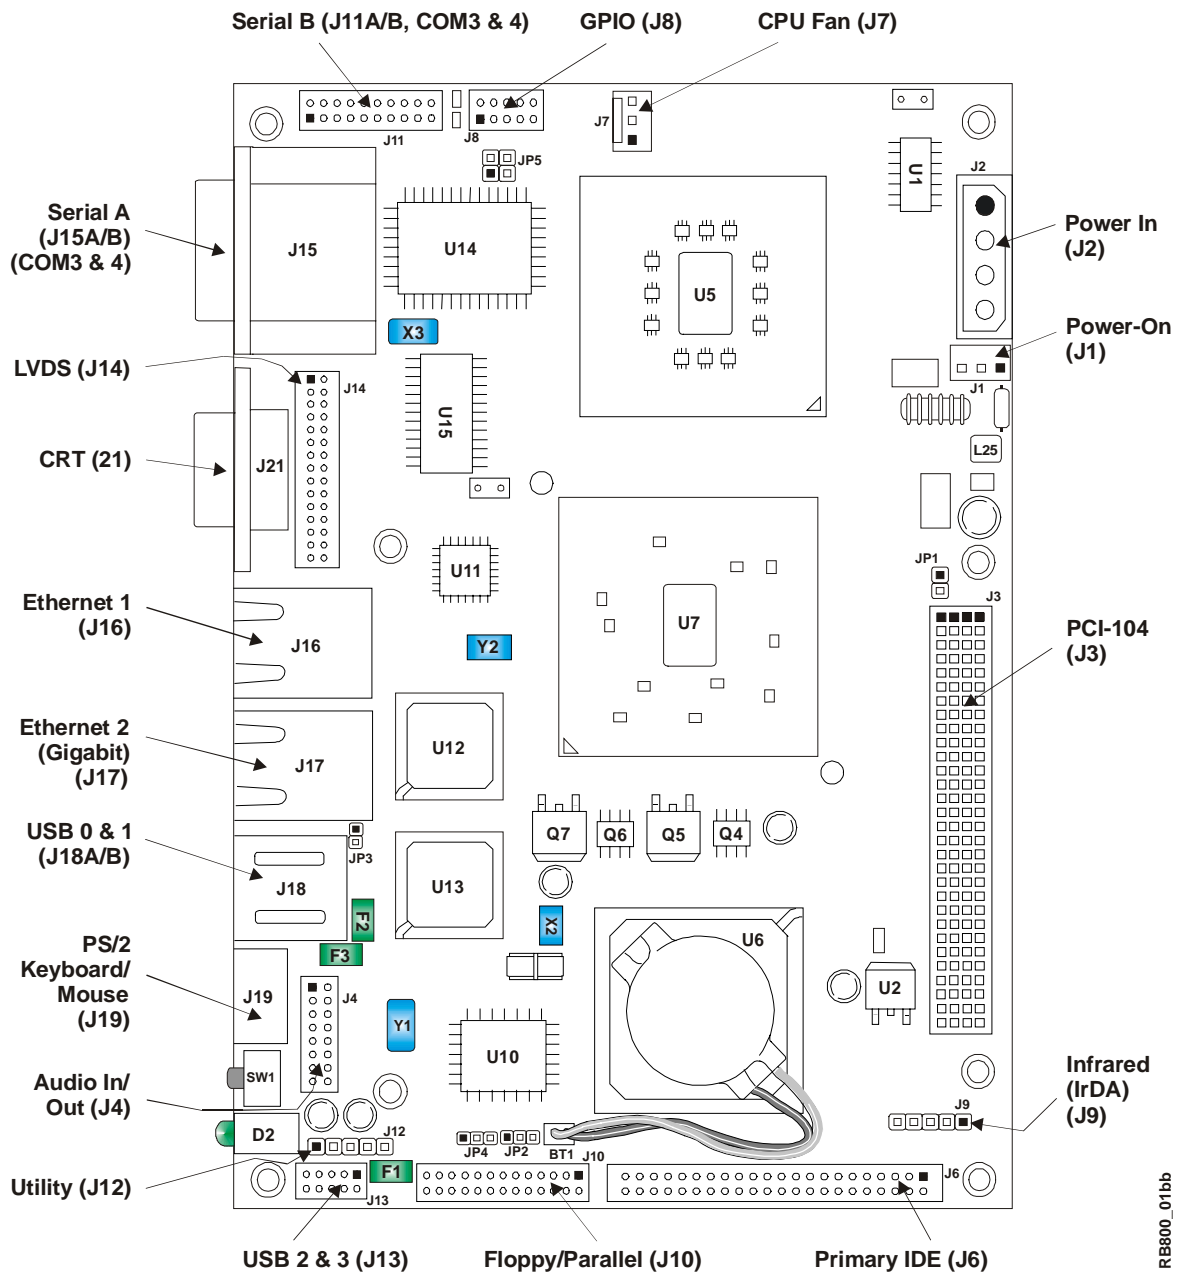 Serial B (J11A/B, COM3 & 4)
GPIO (J8)
CPU Fan (J7)
J11
J8
J7
JP5
U1
J2
Serial A
(J15A/B)
(COM3 & 4)
J15
U14
U5
Power In
(J2)
X3
Power-On
(J1)
LVDS (J14)
J14
J1
U15
CRT (21)
J21
L25
U11
JP1
J3
Ethernet 1
(J16)
J16
Y2
U7
PCI-104
(J3)
Ethernet 2
(Gigabit)
(J17)
J17
U12
USB 0 & 1
(J18A/B)
JP3
Q7
Q6
Q5
Q4
J18
U13
F2
X2
U6
F3
PS/2
Keyboard/
Mouse
(J19)
J19
J4
Y1
U2
U10
SW1
Audio In/
Out (J4)
Infrared
(IrDA)
(J9)
J9
D2
J12
JP4
JP2
BT1
J10
J6
Utility (J12)
F1
J13
USB 2 & 3 (J13)
Floppy/Parallel (J10)
Primary IDE (J6)
RB800_01bb